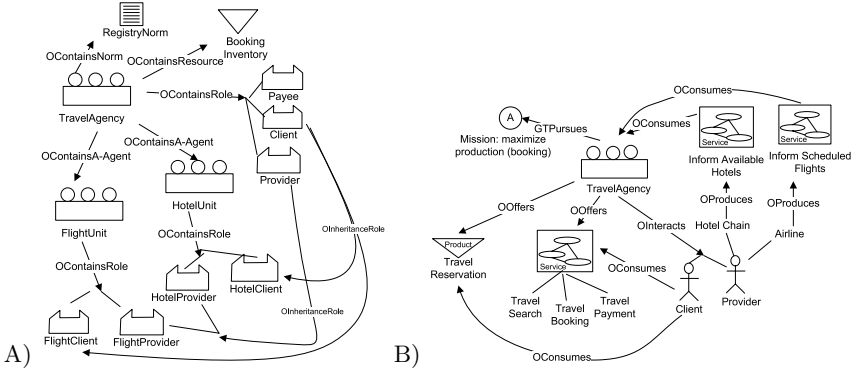 RegistryNorm
Booking
Inventory
OContainsNorm
OContainsResource
OContainsRole
Payee
Client
Provider
TravelAgency
OContainsA-Agent
OContainsA-Agent
HotelUnit
FlightUnit
OContainsRole
OInheritanceRole
OContainsRole
HotelProvider
HotelClient
OInheritanceRole
FlightClient
FlightProvider
A)
OConsumes
A
GTPursues
OConsumes
Service
Service
Mission: maximize
production (booking)
Inform Available
Hotels
Inform Scheduled
Flights
TravelAgency
OProduces
OProduces
OOffers
OOffers
OInteracts
Hotel Chain
Airline
Product
Travel
Reservation
Service
OConsumes
Travel
Search
Travel
Booking
Travel
Payment
Client
Provider
OConsumes
B)